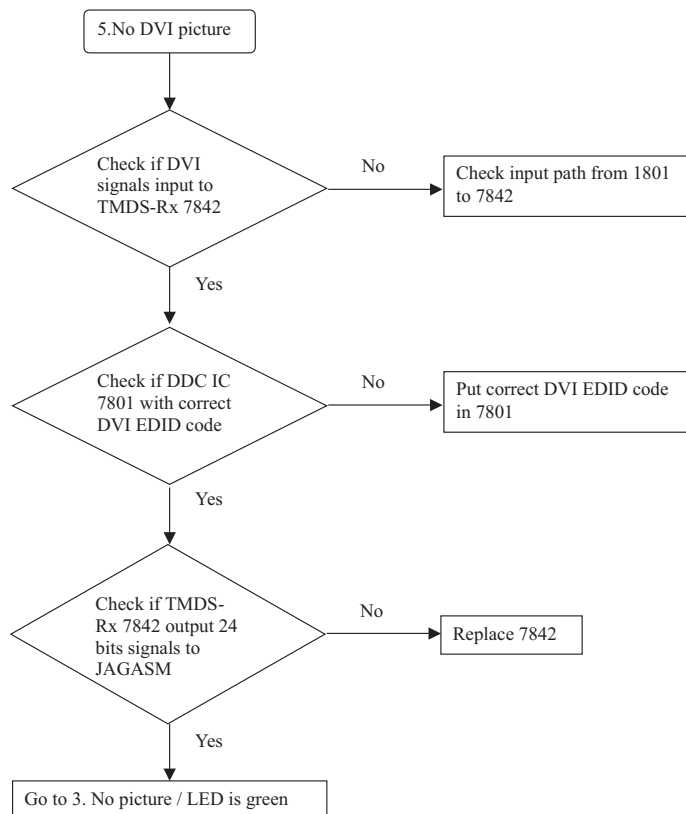 5.No DVI picture
Check if DVI
signals input to
TMDS-Rx 7842
No
Check input path from 1801
to 7842
Yes
Check if DDC IC
7801 with correct
DVI EDID code
No
Put correct DVI EDID code
in 7801
Yes
Check if TMDS-
Rx 7842 output 24
bits signals to
JAGASM
No
Replace 7842
Yes
Go to 3. No picture / LED is green